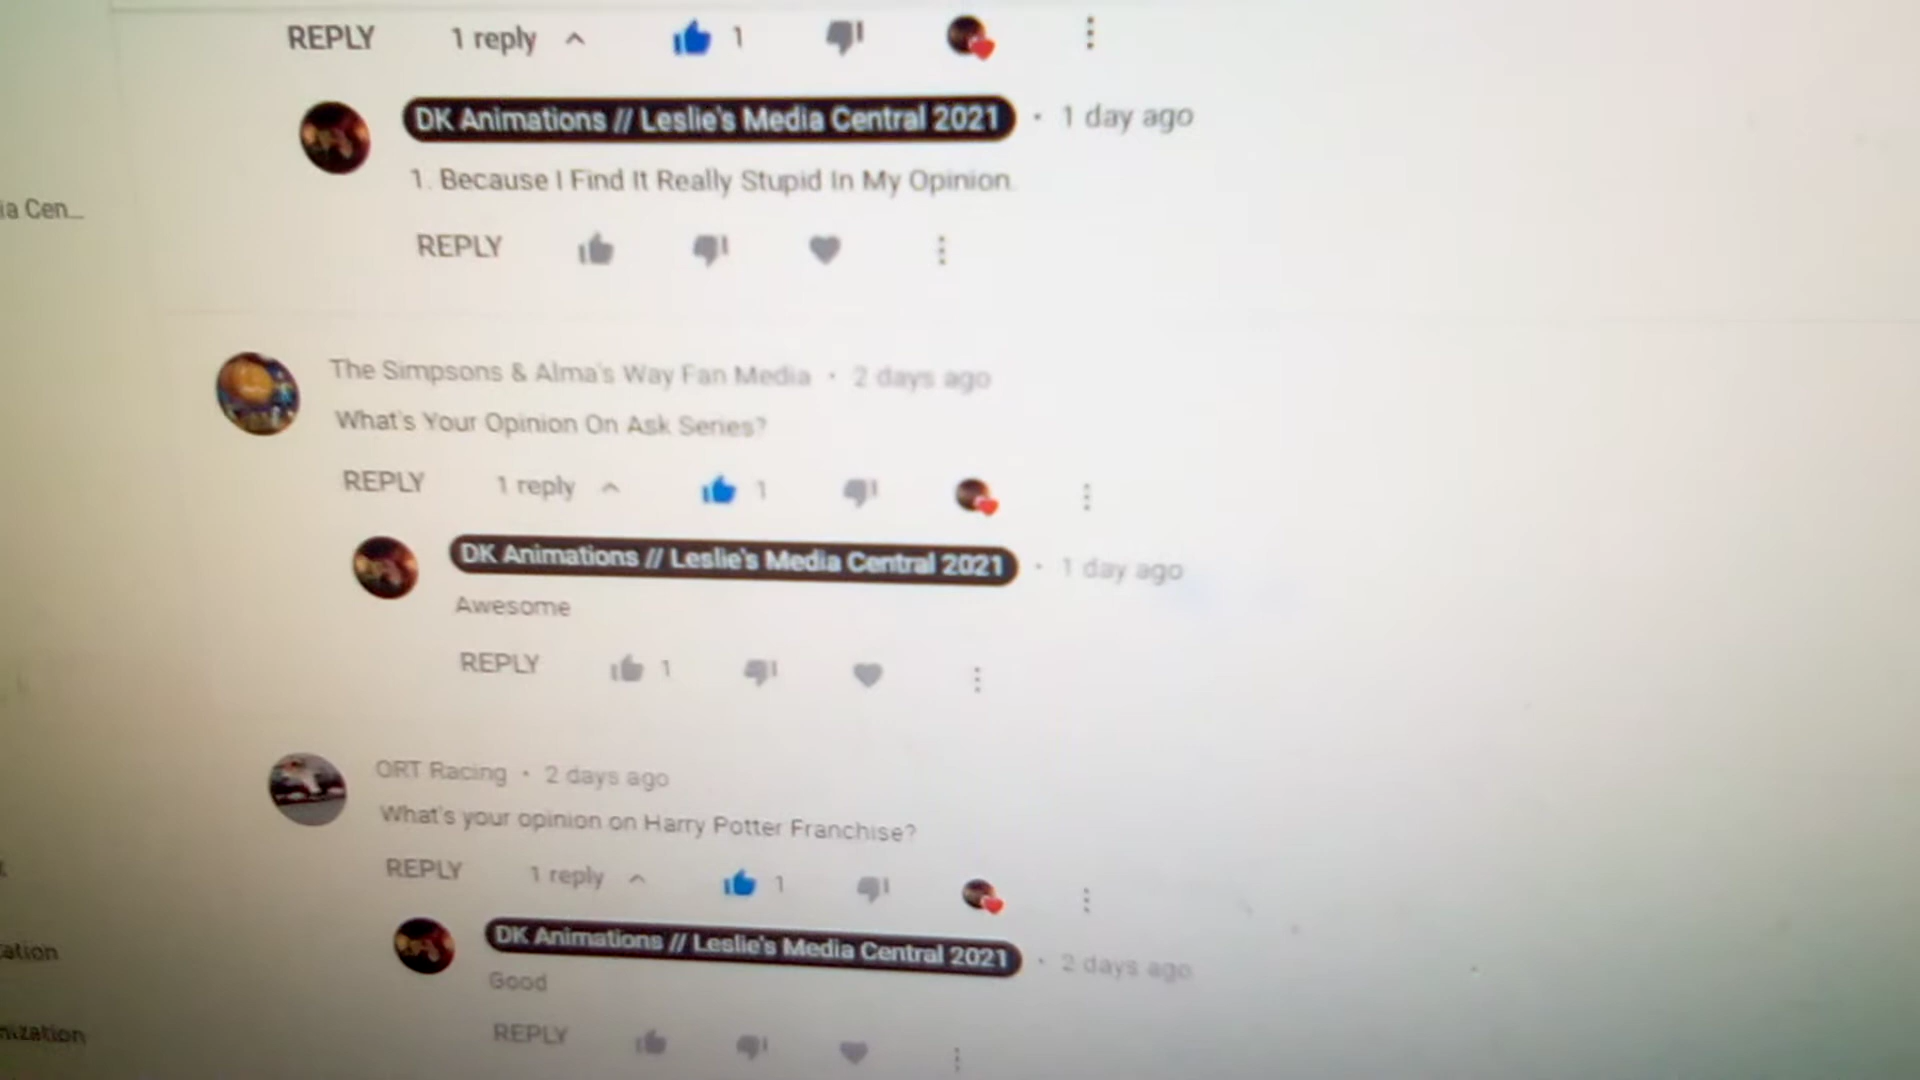 REPLY 1 reply 1
DK Animations // Leslie's Media Central 2021 • 1 day ago
1. Because I Find It Really Stupid In My Opinion.
ia Cen...
REPLY
The Simpsons & Alma's Way Fan Media • 2 days ago
What's Your Opinion On Ask Series?
REPLY 1 reply 1
DK Animations // Leslie's Media Central 2021 • 1 day ago
Awesome
REPLY 1
ORT Racing • 2 days ago
What's your opinion on Harry Potter Franchise?
REPLY 1 reply 1
DK Animations // Leslie's Media Central 2021 • 2 days ago
ation
Good
REPLY
nization